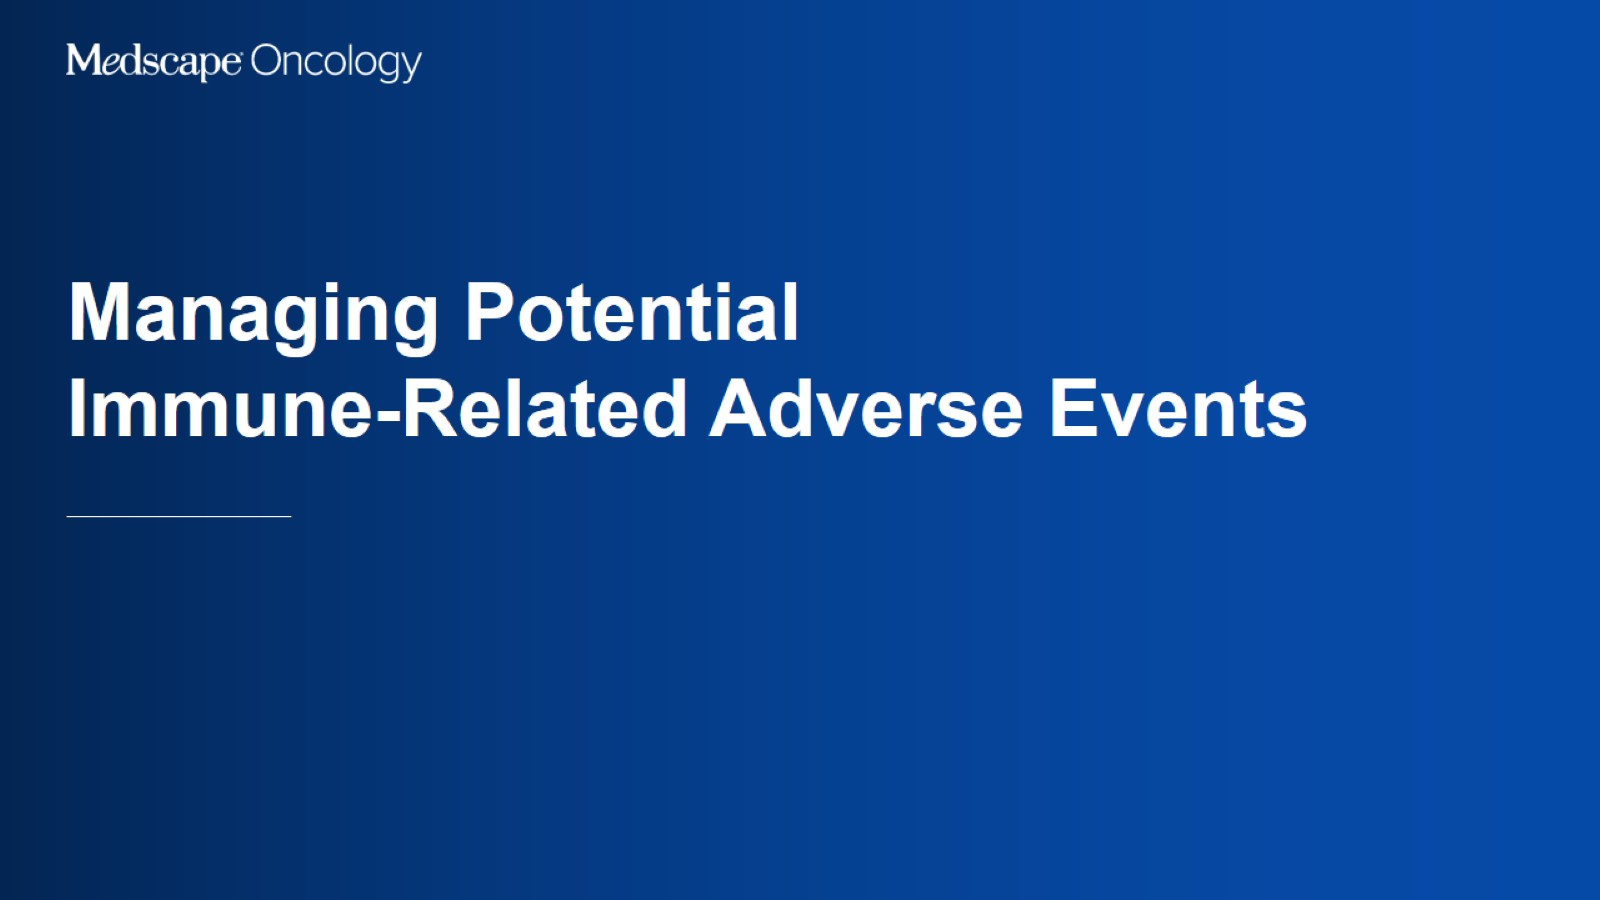 Medscape Oncology
Managing Potential
Immune-Related Adverse Events